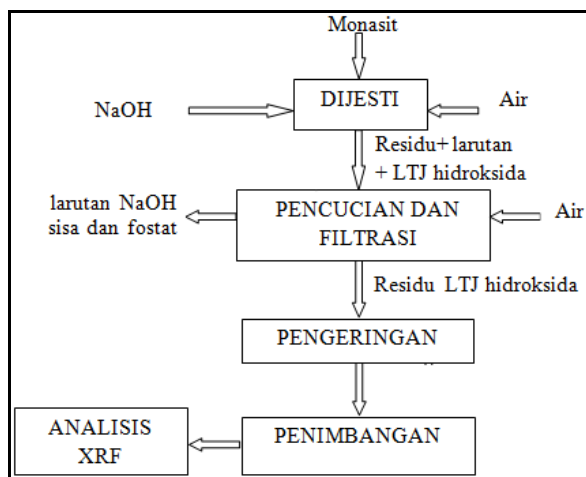 Monasit
NaOH
DIJESTI
Air
Residu+ larutan
+ LTJ hidroksida
larutan NaOH
sisa dan fostat
PENCUCIAN DAN
FILTRASI
Air
Residu LTJ hidroksida
PENGERINGAN
ANALISIS
XRF
PENIMBANGAN